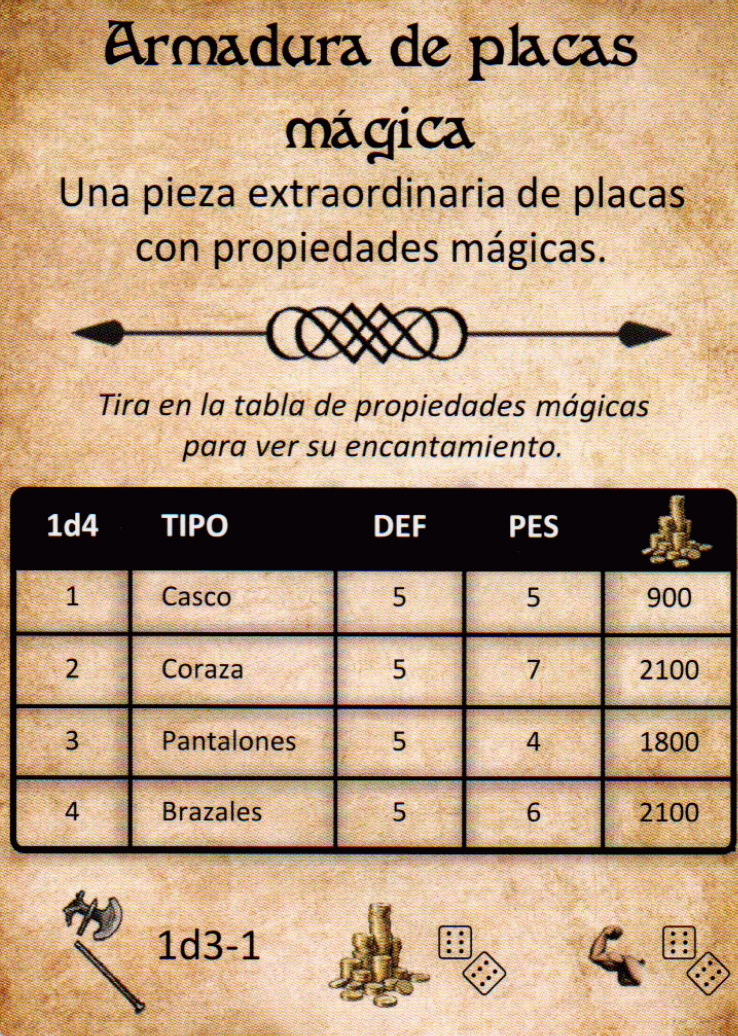 Armadura de placas
mágica
Una pieza extraordinaria de placas
con propiedades mágicas.
Tira en la tabla de propiedades mágicas
para ver su encantamiento.
1d4 TIPO DEF PES
1 Casco 5 5 900
2 Coraza 5 7 2100
3 Pantalones 5 4 1800
4 Brazales 5 6 2100
1d3-1